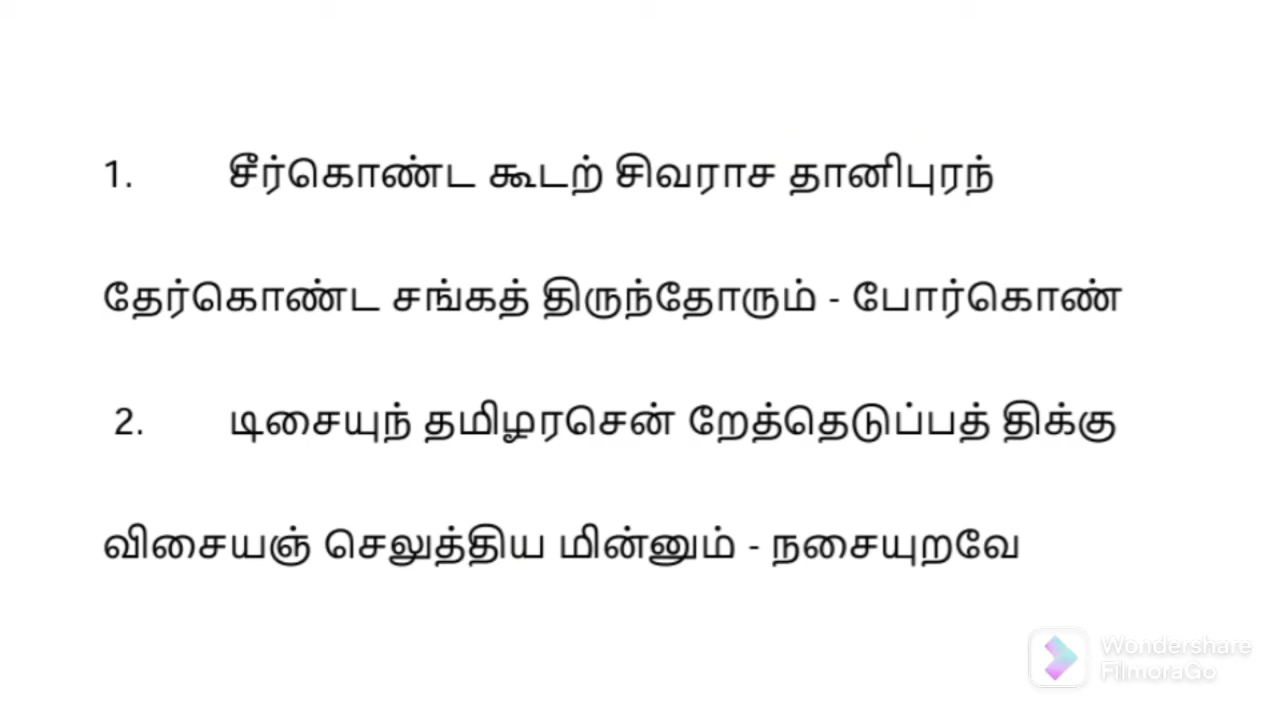 1. சீர்கொண்ட கூடற் சிவராச தானிபுரந்
தேர்கொண்ட சங்கத் திருந்தோரும் - போர்கொண்
2. டிசையுந் தமிழரசென் றேத்தெடுப்பத் திக்கு
விசையஞ் செலுத்திய மின்னும் - நசையுறவே
Wondershare
FilmoraGo